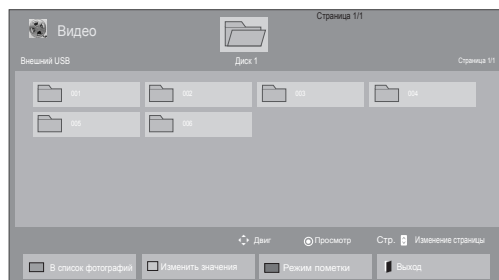 Страница 1/1
Видео
Внешний USB Диск 1 Страница 1/1
001 002 003 004
005 006
Двиг Просмотр Стр. Изменение страницы
В список фотографий Изменить значения Режим пометки Выход